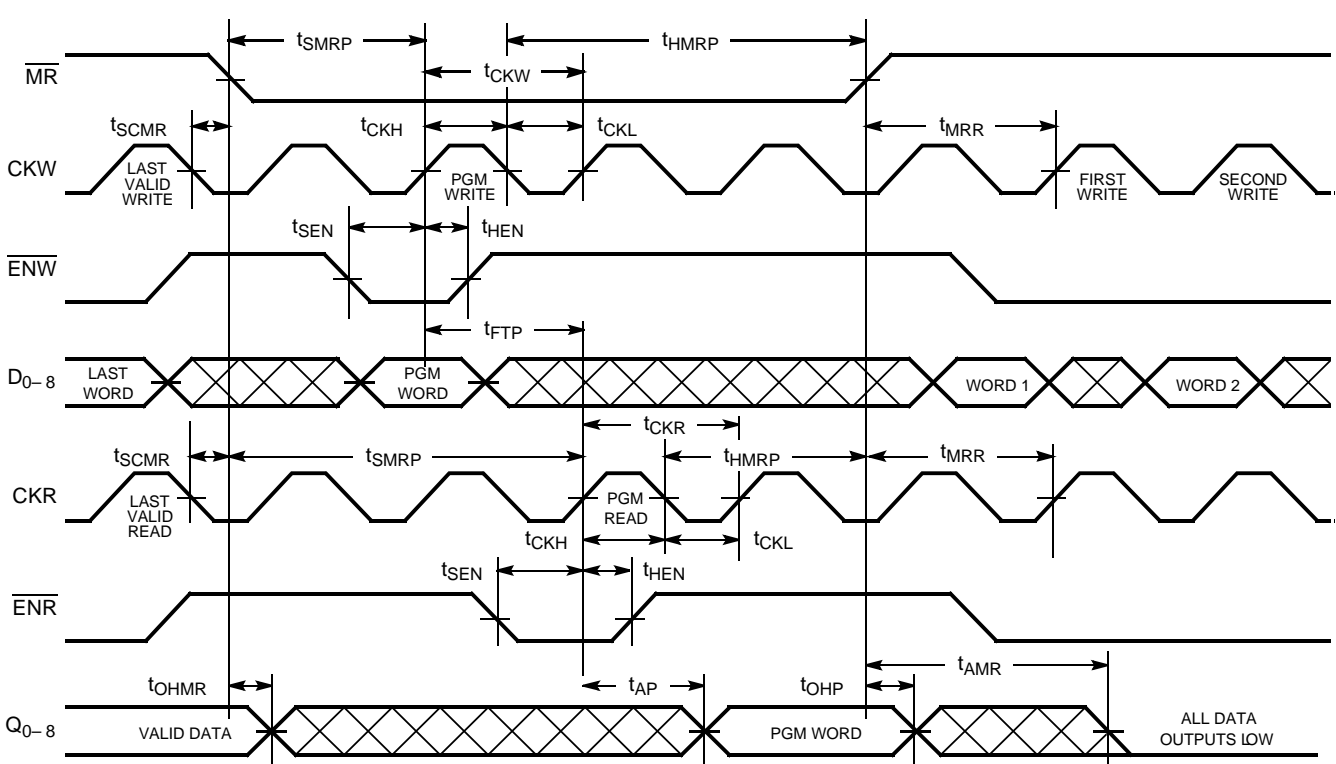 tSMRP
tHMRP
MR
tCKW
tSCMR
tCKH
tCKL
tMRR
CKW
LAST
VALID
WRITE
PGM
WRITE
FIRST
WRITE
SECOND
WRITE
tSEN
tHEN
ENW
tFTP
D0–8
LAST
WORD
PGM
WORD
WORD 1
WORD 2
tCKR
tSCMR
tSMRP
tHMRP
tMRR
CKR
LAST
VALID
READ
PGM
READ
tCKH
tCKL
tSEN
tHEN
ENR
tAMR
tOHMR
tAP
tOHP
Q0–8
VALID DATA
PGM WORD
ALL DATA
OUTPUTS LOW